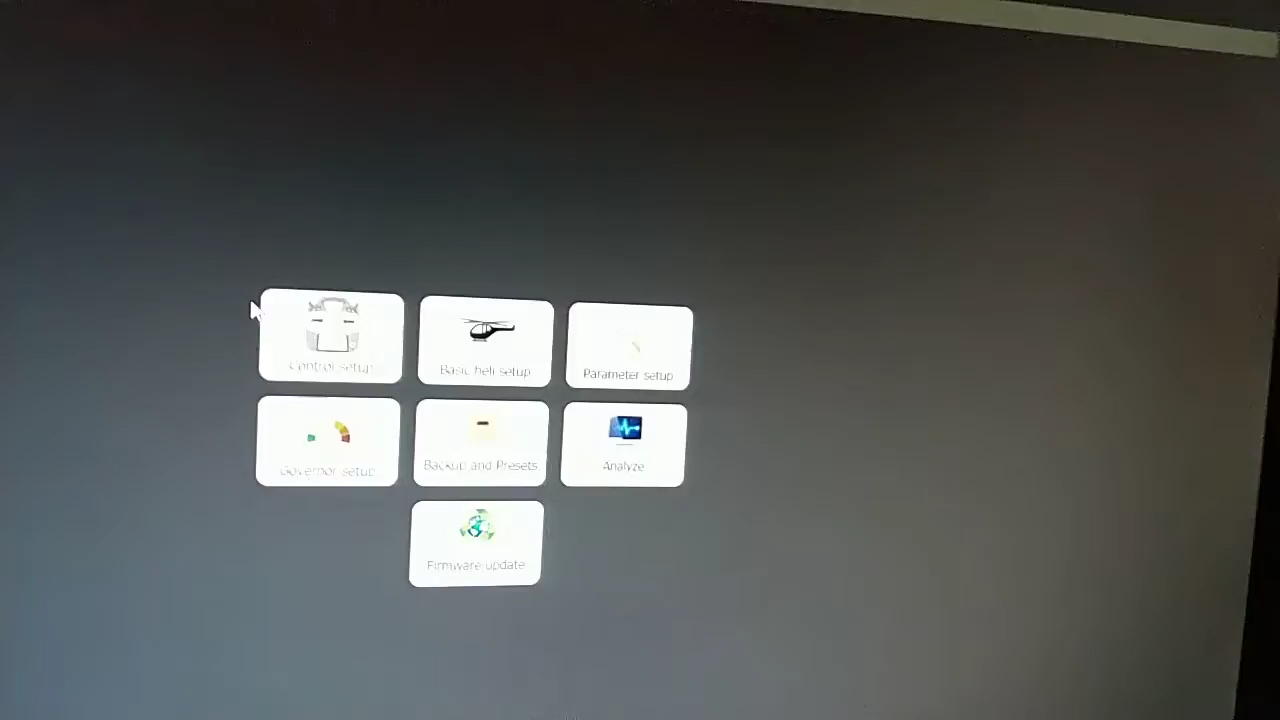 Control setup
Basic heli setup
Parameter setup
Governor setup
Backup and Presets
Analyze
Firmware update